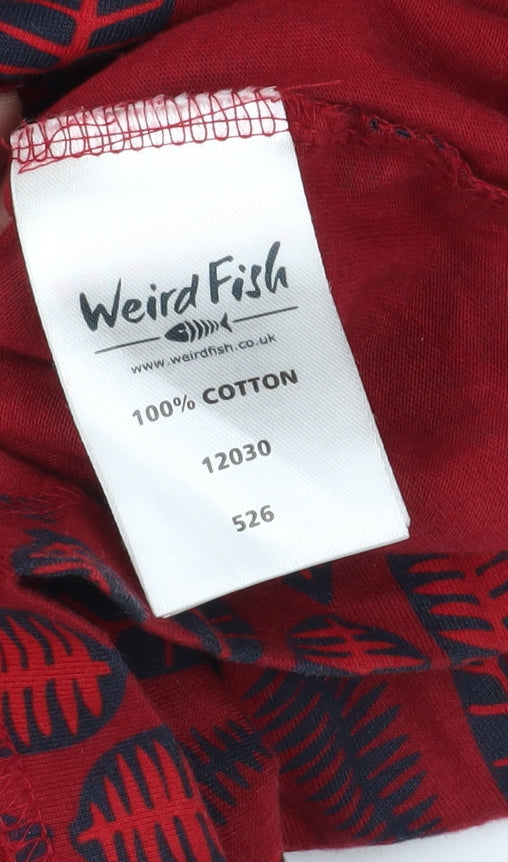 Weird Fish
www.weirdfish.co.uk
100% COTTON
12030
526